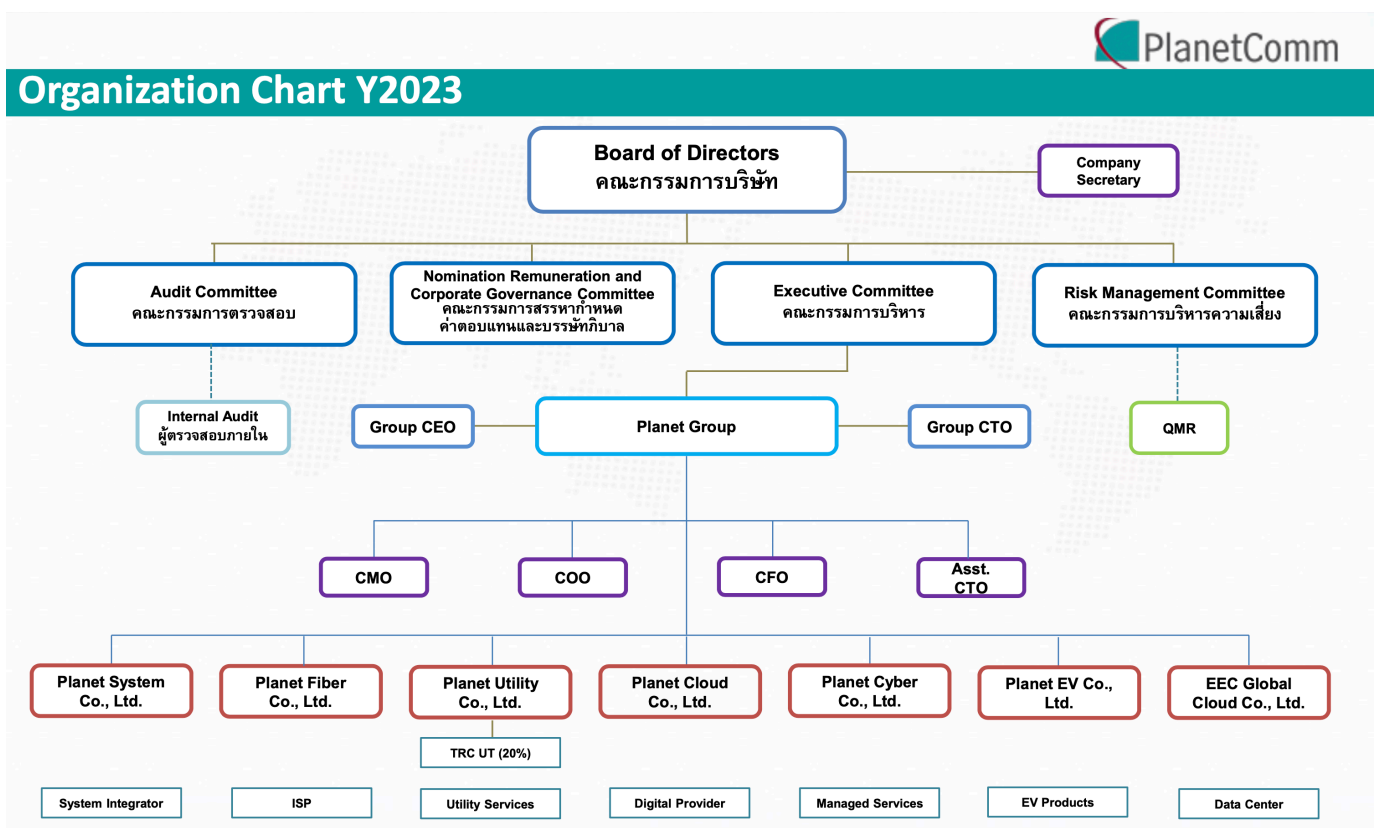 PlanetComm
Organization Chart Y2023
Board of Directors
คณะกรรมการบริษัท
Company
Secretary
Audit Committee
คณะกรรมการตรวจสอบ
Nomination Remuneration and
Corporate Governance Committee
คณะกรรมการสรรหากำหนด
ค่าตอบแทนและบรรษัทภิบาล
Executive Committee
คณะกรรมการบริหาร
Risk Management Committee
คณะกรรมการบริหารความเสี่ยง
Internal Audit
ผู้ตรวจสอบภายใน
Group CEO
Planet Group
Group CTO
QMR
CMO
COO
CFO
Asst.
CTO
Planet System
Co., Ltd.
Planet Fiber
Co., Ltd.
Planet Utility
Co., Ltd.
Planet Cloud
Co., Ltd.
Planet Cyber
Co., Ltd.
Planet EV Co.,
Ltd.
EEC Global
Cloud Co., Ltd.
TRC UT (20%)
System Integrator
ISP
Utility Services
Digital Provider
Managed Services
EV Products
Data Center